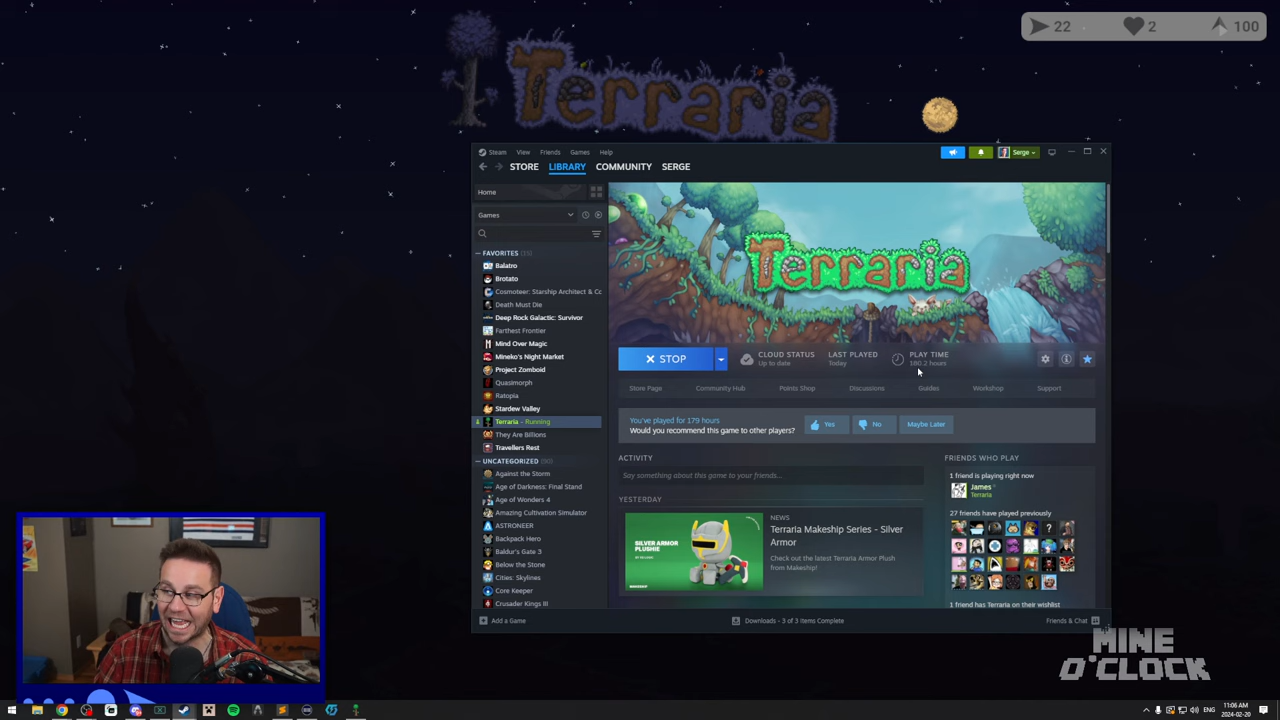 22 2 100
Terraria
Steam View Friends Games Help
Serge
STORE LIBRARY COMMUNITY SERGE
Home
Games
FAVORITES (15)
Balatro
Brotato
Cosmoteer: Starship Architect & Cc
Death Must Die
Deep Rock Galactic: Survivor
Farthest Frontier
Mind Over Magic
Mineko's Night Market
Project Zomboid
Quasimorph
Ratopia
Stardew Valley
Terraria - Running
They Are Billions
Travellers Rest
UNCATEGORIZED
Against the Storm
Age of Darkness: Final Stand
Age of Wonders 4
Amazing Cultivation Simulator
ASTRONEER
Backpack Hero
Baldur's Gate 3
Below the Stone
Cities: Skylines
Core Keeper
Crusader Kings III
Terraria
STOP
CLOUD STATUS
Up to date
LAST PLAYED
Today
PLAY TIME
180.2 hours
Store Page Community Hub Points Shop Discussions Guides Workshop Support
You've played for 179 hours
Would you recommend this game to other players?
Yes No Maybe Later
ACTIVITY
Say something about this game to your friends...
YESTERDAY
SILVER ARMOR
PLUSHIE
NEWS
Terraria Makeship Series - Silver
Armor
Check out the latest Terraria Armor Plush
from Makeship!
FRIENDS WHO PLAY
1 friend is playing right now
James
Terraria
27 friends have played previously
1 friend has Terraria on their wishlist
Add a Game
Downloads - 3 of 3 Items Complete
Friends & Chat
MINE
O'CLOCK
ENG
11:06 AM
2024-02-20